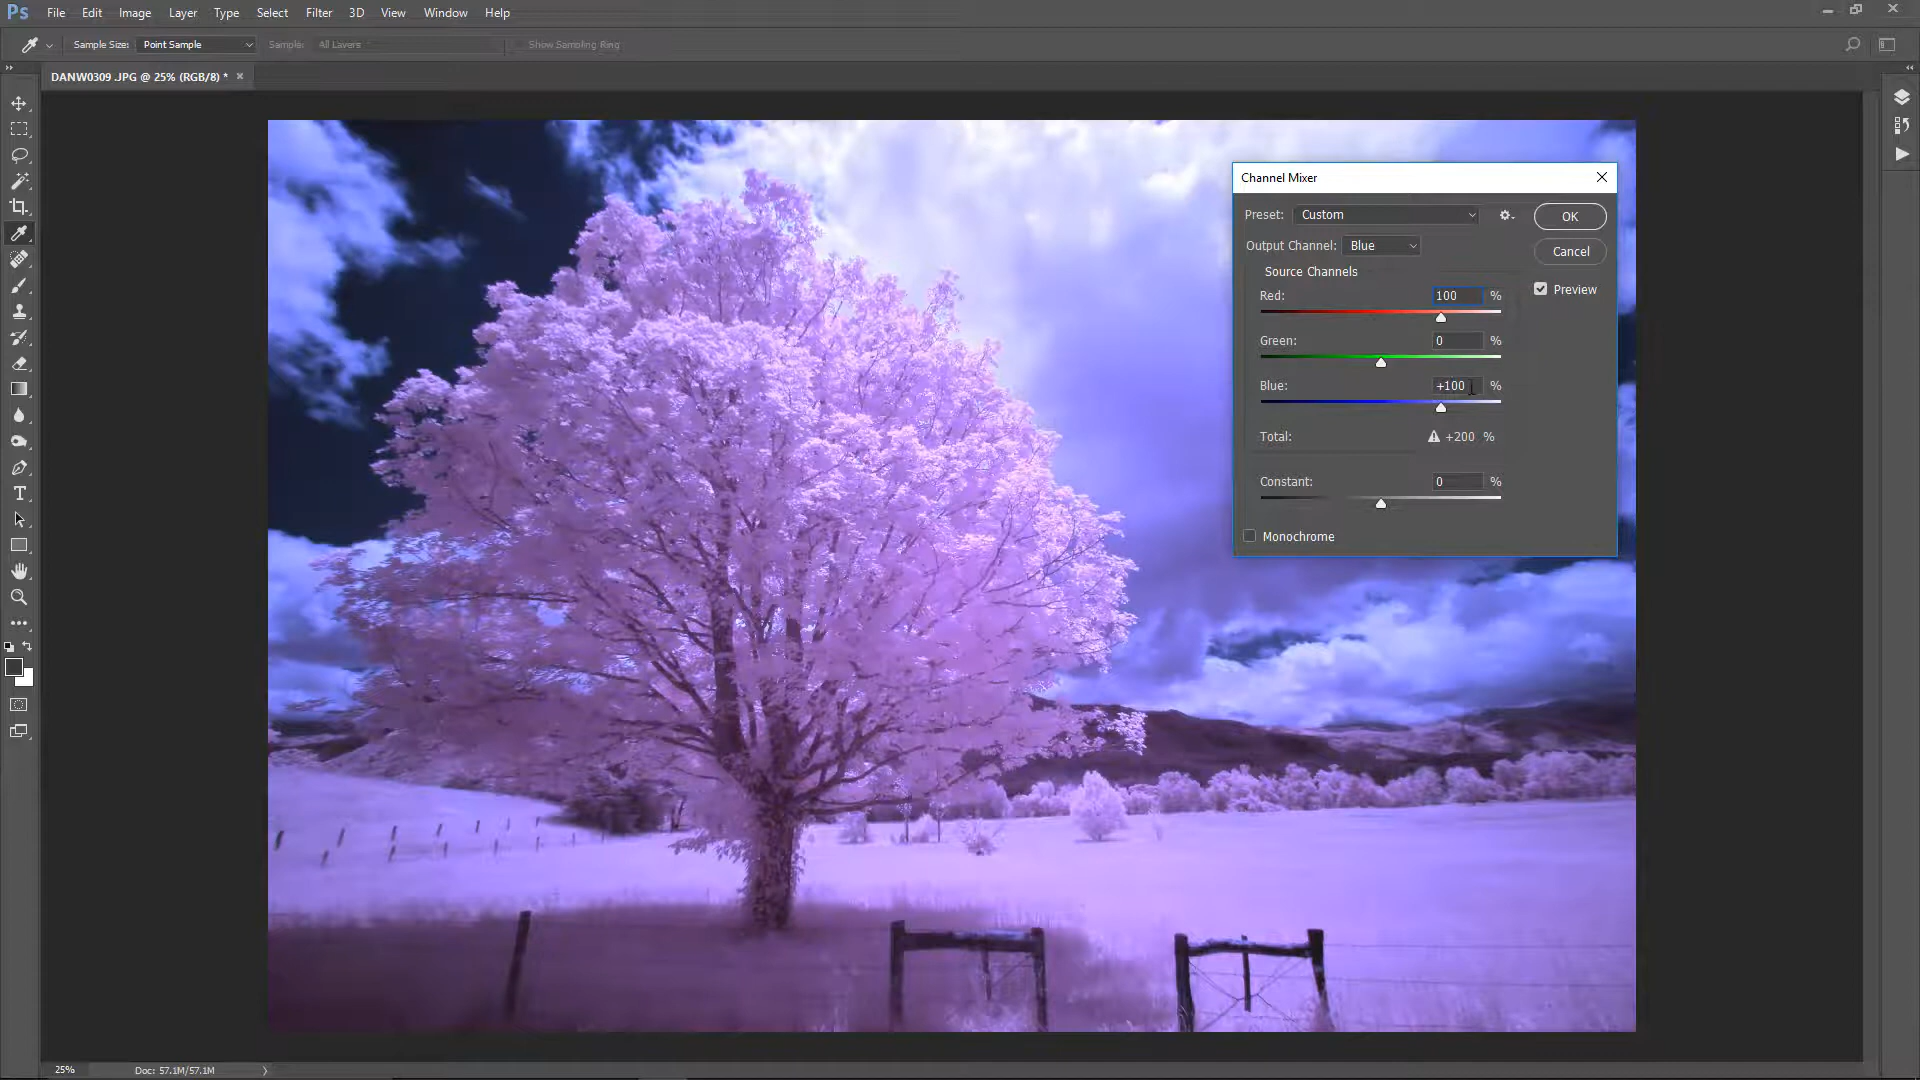 Ps File Edit Image Layer Type Select Filter 3D View Window Help
Sample Size: Point Sample Sample: All Layers Show Sampling Ring
DANW0309 .JPG @ 25% (RGB/8) * ×
Channel Mixer
Preset: Custom OK
Output Channel: Blue Cancel
Source Channels
Preview
Red: 100 %
Green: 0 %
Blue: +100 %
Total: +200 %
Constant: 0 %
Monochrome
25% Doc: 57.1M/57.1M